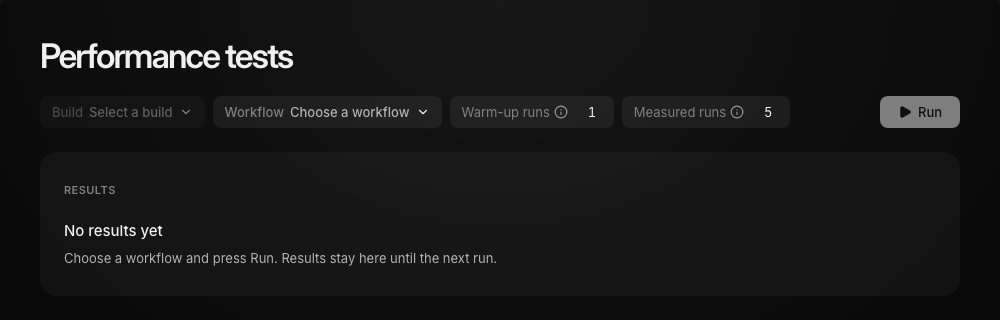 Performance tests
Build Select a build Workflow Choose a workflow Warm-up runs 1 Measured runs 5 Run
RESULTS
No results yet
Choose a workflow and press Run. Results stay here until the next run.